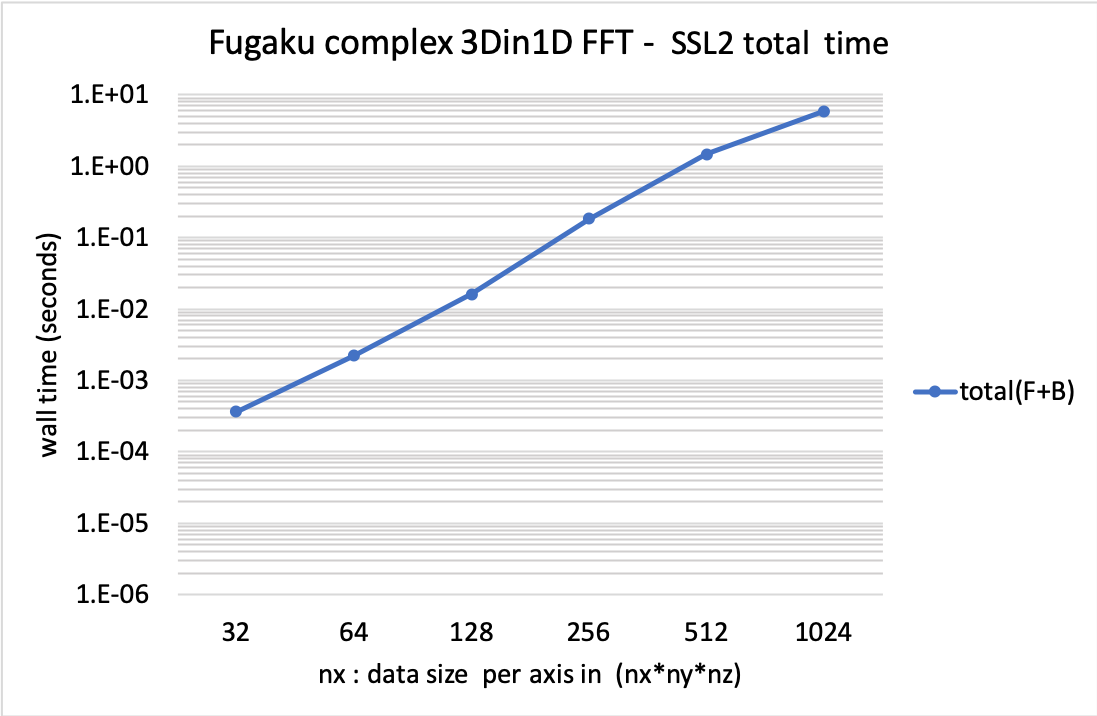 Fugaku complex 3Din1D FFT - SSL2 total time
1.E+01
1.E+00
1.E-01
1.E-02
1.E-03
1.E-04
1.E-05
1.E-06
wall time (seconds)
total(F+B)
32 64 128 256 512 1024
nx : data size per axis in (nx*ny*nz)